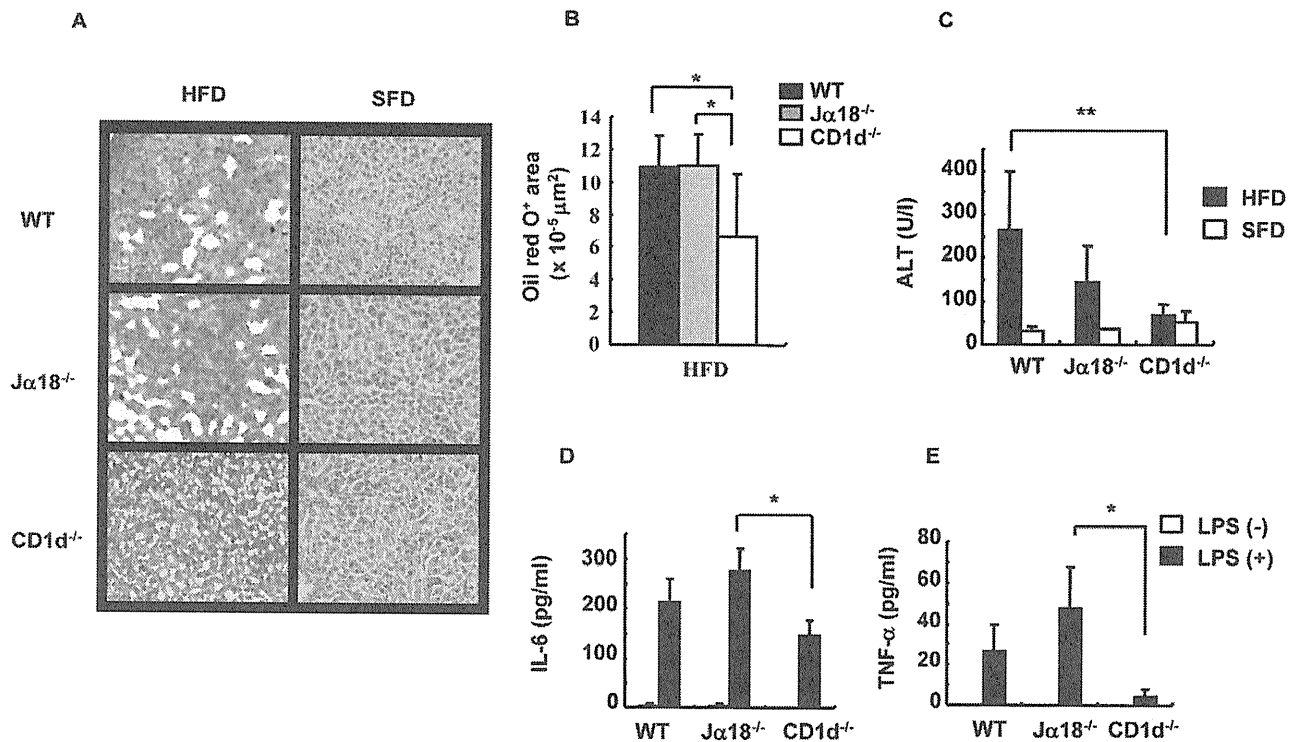 A
HFD SFD
WT
Jα18-/-
CD1d-/-
B
* 
*
WT
Jα18-/-
CD1d-/-
Oil red O+ area
(x 10-5 μm2)
14
12
10
8
6
4
2
0
HFD
C
**
ALT (U/l)
400
300
200
100
0
HFD
SFD
WT Jα18-/- CD1d-/-
D
*
IL-6 (pg/ml)
300
200
100
0
WT Jα18-/- CD1d-/-
E
*
LPS (-)
LPS (+)
TNF-α (pg/ml)
80
60
40
20
0
WT Jα18-/- CD1d-/-